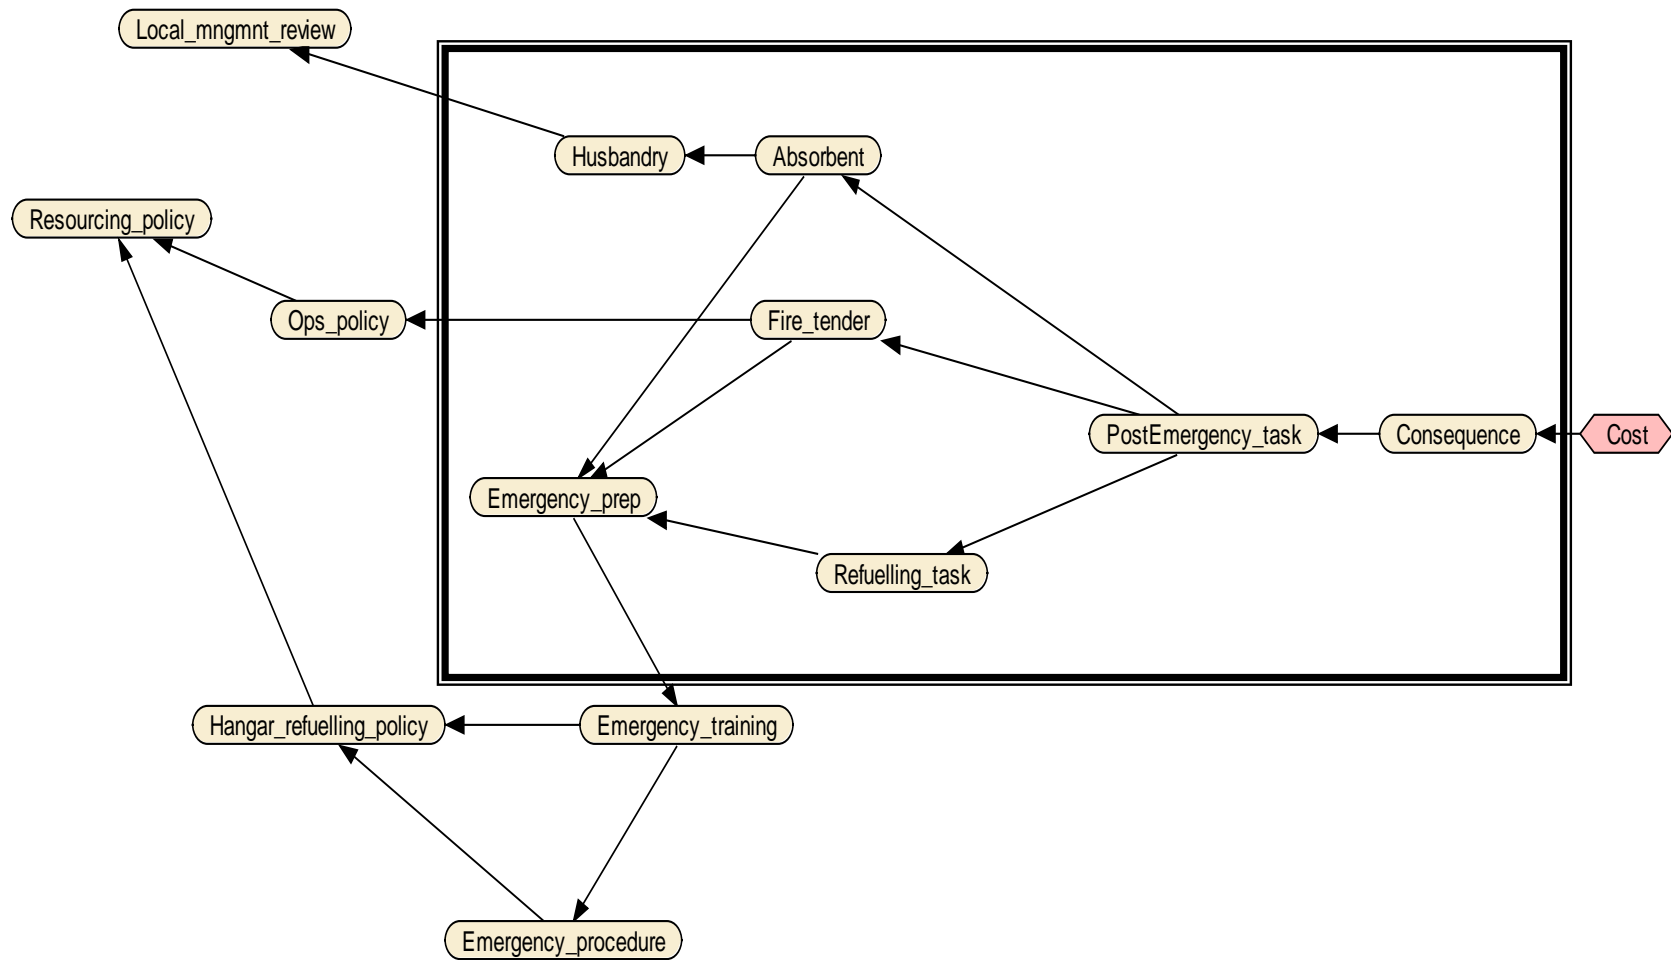 Local_mngmnt_review
Husbandry
Absorbent
Resourcing_policy
Ops_policy
Fire_tender
PostEmergency_task
Consequence
Cost
Emergency_prep
Refuelling_task
Hangar_refuelling_policy
Emergency_training
Emergency_procedure